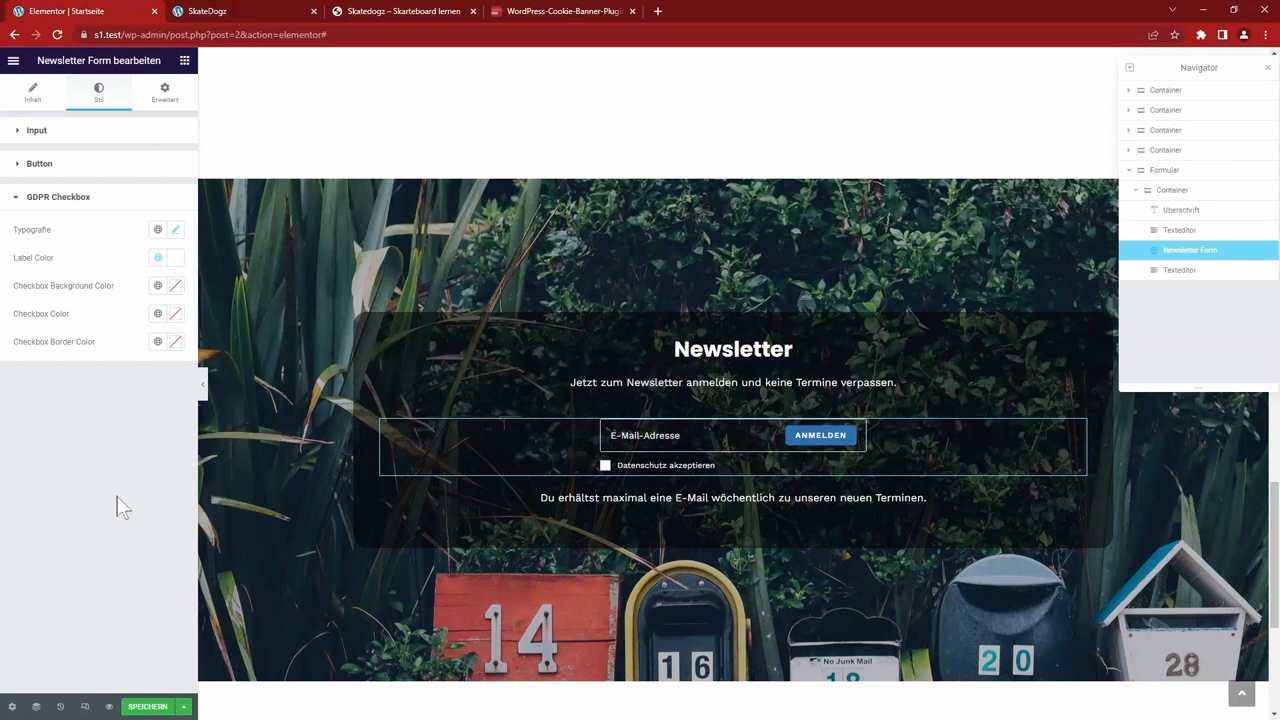 Elementor | Startseite
SkateDogz
Skatedogz – Skarteboard lernen
WordPress-Cookie-Banner-Plugi
s1.test/wp-admin/post.php?post=2&action=elementor#
Newsletter Form bearbeiten
Inhalt
Stil
Erweitert
Input
Button
GDPR Checkbox
Typografie
Label Color
Checkbox Background Color
Checkbox Color
Checkbox Border Color
SPEICHERN
Newsletter
Jetzt zum Newsletter anmelden und keine Termine verpassen.
E-Mail-Adresse
ANMELDEN
Datenschutz akzeptieren
Du erhältst maximal eine E-Mail wöchentlich zu unseren neuen Terminen.
14
16
No Junk Mail
18
20
28
Navigator
Container
Container
Container
Container
Formular
Container
Überschrift
Texteditor
Newsletter Form
Texteditor